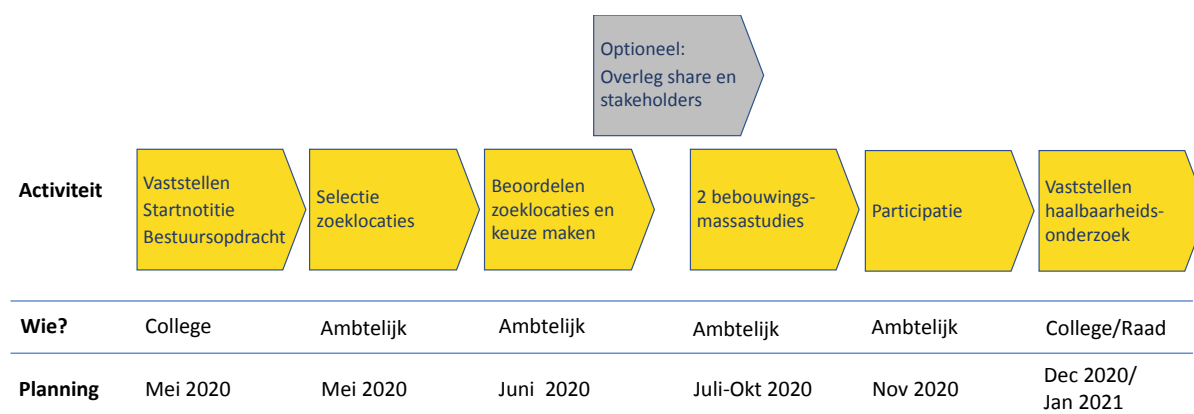 Optioneel:
Overleg share en
stakeholders
Activiteit
Vaststellen
Startnotitie
Bestuursopdracht
Selectie
zoeklocaties
Beoordelen
zoeklocaties en
keuze maken
2 bebouwings-
massastudies
Participatie
Vaststellen
haalbaarheids-
onderzoek
Wie?
College
Ambtelijk
Ambtelijk
Ambtelijk
Ambtelijk
College/Raad
Planning
Mei 2020
Mei 2020
Juni 2020
Juli-Okt 2020
Nov 2020
Dec 2020/
Jan 2021